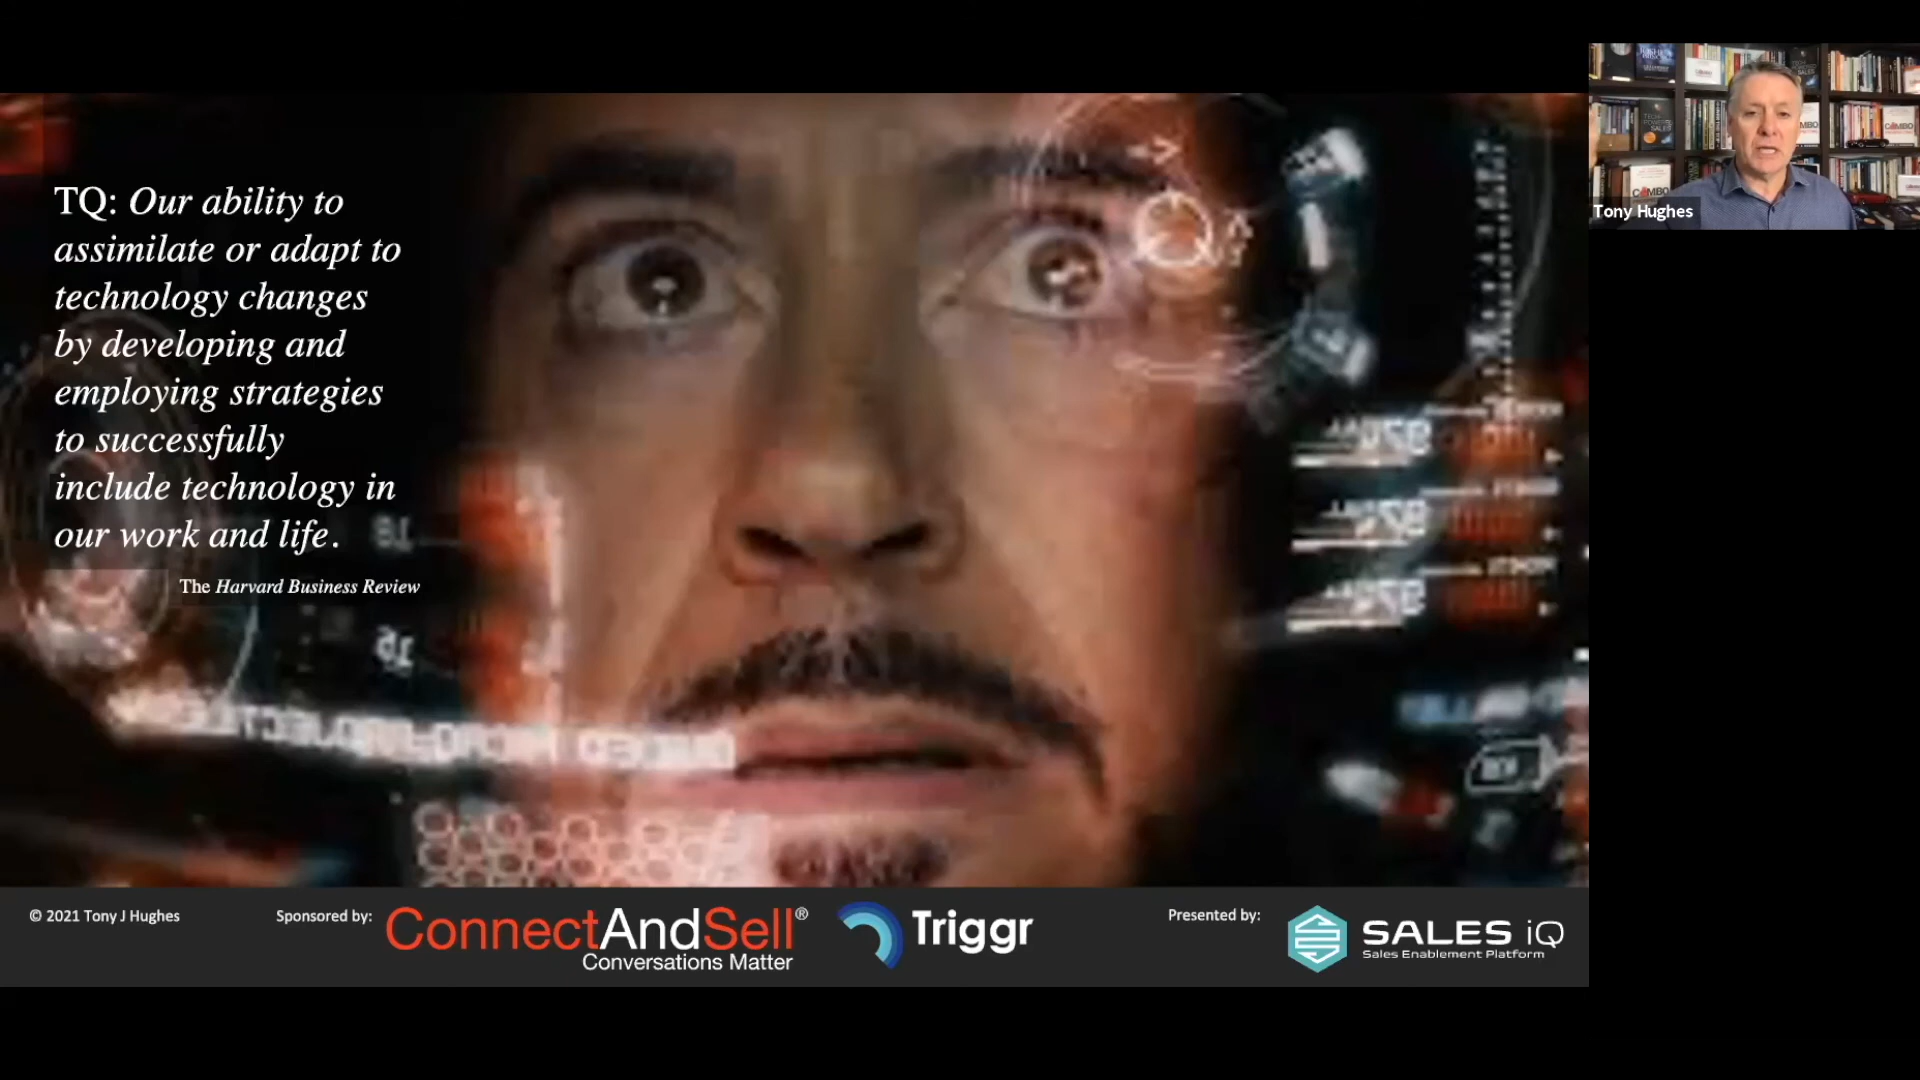 TQ: Our ability to
assimilate or adapt to
technology changes
by developing and
employing strategies
to successfully
include technology in
our work and life.
The Harvard Business Review
Tony Hughes
© 2021 Tony J Hughes
Sponsored by:
ConnectAndSell®
Conversations Matter
Triggr
Presented by:
SALES iQ
Sales Enablement Platform
COMBO